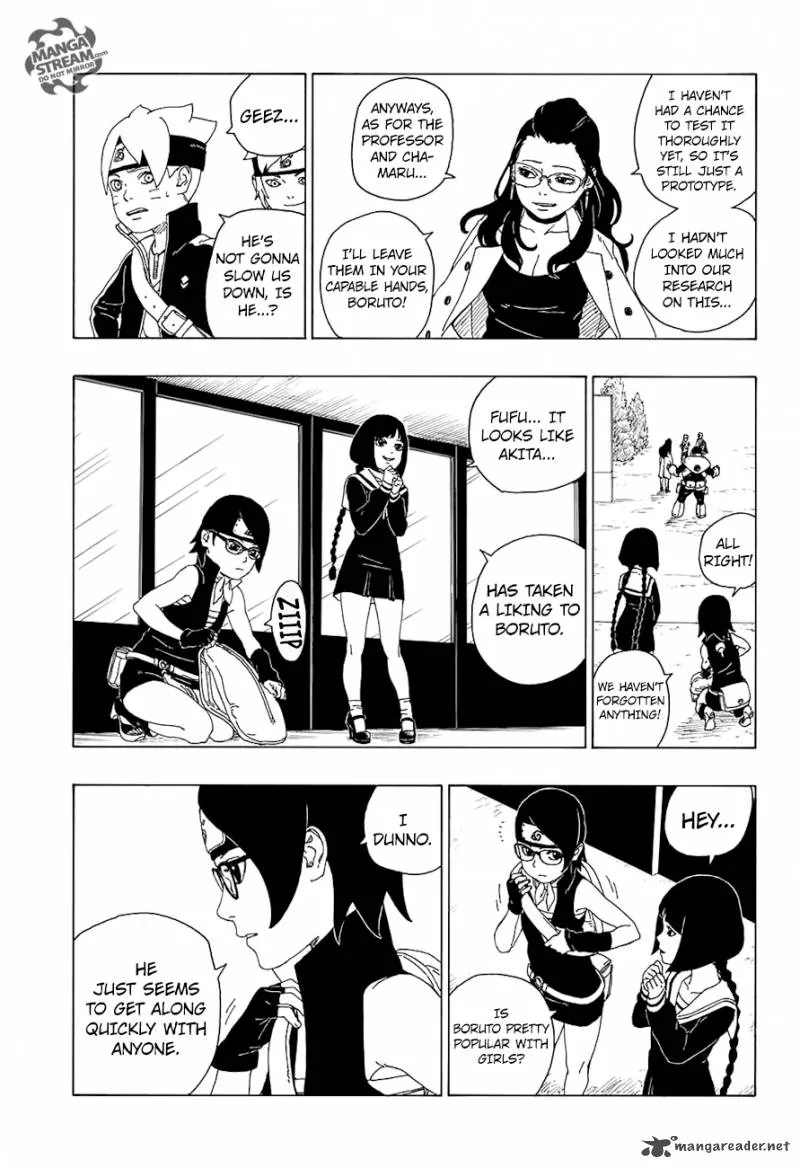 MANGA
STREAM.com
DO NOT MIRROR
I HAVEN'T
HAD A CHANCE
TO TEST IT
THOROUGHLY
YET, SO IT'S
STILL JUST A
PROTOTYPE.
I HADN'T
LOOKED MUCH
INTO OUR
RESEARCH
ON THIS...
ANYWAYS,
AS FOR THE
PROFESSOR
AND CHA-
MARU...
I'LL LEAVE
THEM IN YOUR
CAPABLE HANDS,
BORUTO!
GEEZ...
HE'S
NOT GONNA
SLOW US
DOWN, IS
HE...?
ALL
RIGHT!
WE HAVEN'T
FORGOTTEN
ANYTHING!
FUFU... IT
LOOKS LIKE
AKITA...
HAS TAKEN
A LIKING TO
BORUTO.
ZIIIP
HEY...
IS
BORUTO PRETTY
POPULAR WITH
GIRLS?
I
DUNNO.
HE
JUST SEEMS
TO GET ALONG
QUICKLY WITH
ANYONE.
mangareader.net